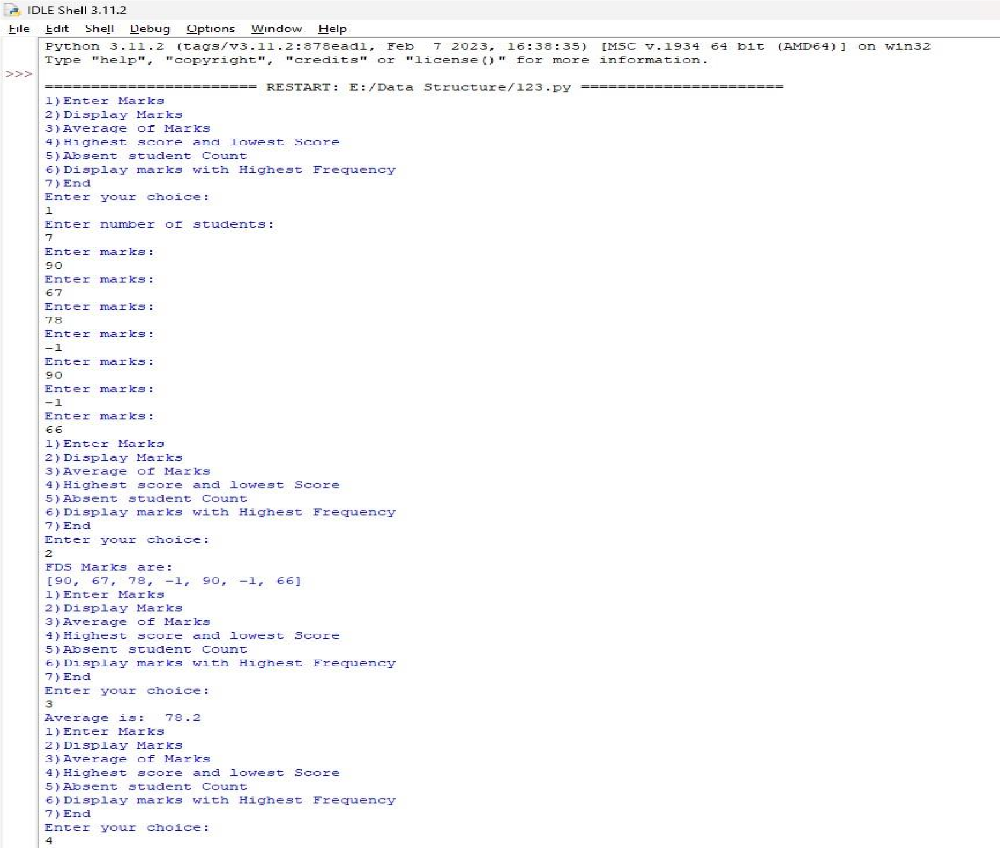 IDLE Shell 3.11.2
File Edit Shell Debug Options Window Help
Python 3.11.2 (tags/v3.11.2:878ead1, Feb  7 2023, 16:38:35) [MSC v.1934 64 bit (AMD64)] on win32
Type "help", "copyright", "credits" or "license()" for more information.
>>>
======================= RESTART: E:/Data Structure/123.py ======================
1)Enter Marks
2)Display Marks
3)Average of Marks
4)Highest score and lowest Score
5)Absent student Count
6)Display marks with Highest Frequency
7)End
Enter your choice:
1
Enter number of students:
7
Enter marks:
90
Enter marks:
67
Enter marks:
78
Enter marks:
-1
Enter marks:
90
Enter marks:
-1
Enter marks:
66
1)Enter Marks
2)Display Marks
3)Average of Marks
4)Highest score and lowest Score
5)Absent student Count
6)Display marks with Highest Frequency
7)End
Enter your choice:
2
FDS Marks are:
[90, 67, 78, -1, 90, -1, 66]
1)Enter Marks
2)Display Marks
3)Average of Marks
4)Highest score and lowest Score
5)Absent student Count
6)Display marks with Highest Frequency
7)End
Enter your choice:
3
Average is:  78.2
1)Enter Marks
2)Display Marks
3)Average of Marks
4)Highest score and lowest Score
5)Absent student Count
6)Display marks with Highest Frequency
7)End
Enter your choice:
4